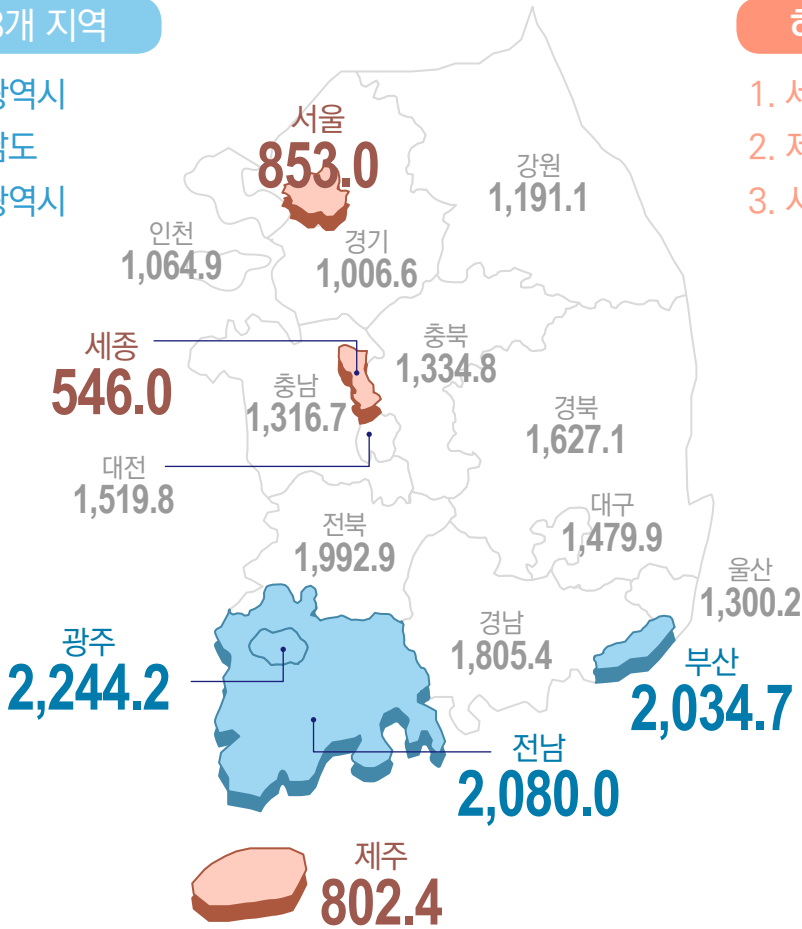 개 지역
광역시
남도
광역시
1. 세
2. 제
3. 서
서울
853.0
강원
1,191.1
인천
1,064.9
경기
1,006.6
세종
546.0
충북
1,334.8
충남
1,316.7
경북
1,627.1
대전
1,519.8
대구
1,479.9
전북
1,992.9
울산
1,300.2
경남
1,805.4
광주
2,244.2
부산
2,034.7
전남
2,080.0
제주
802.4